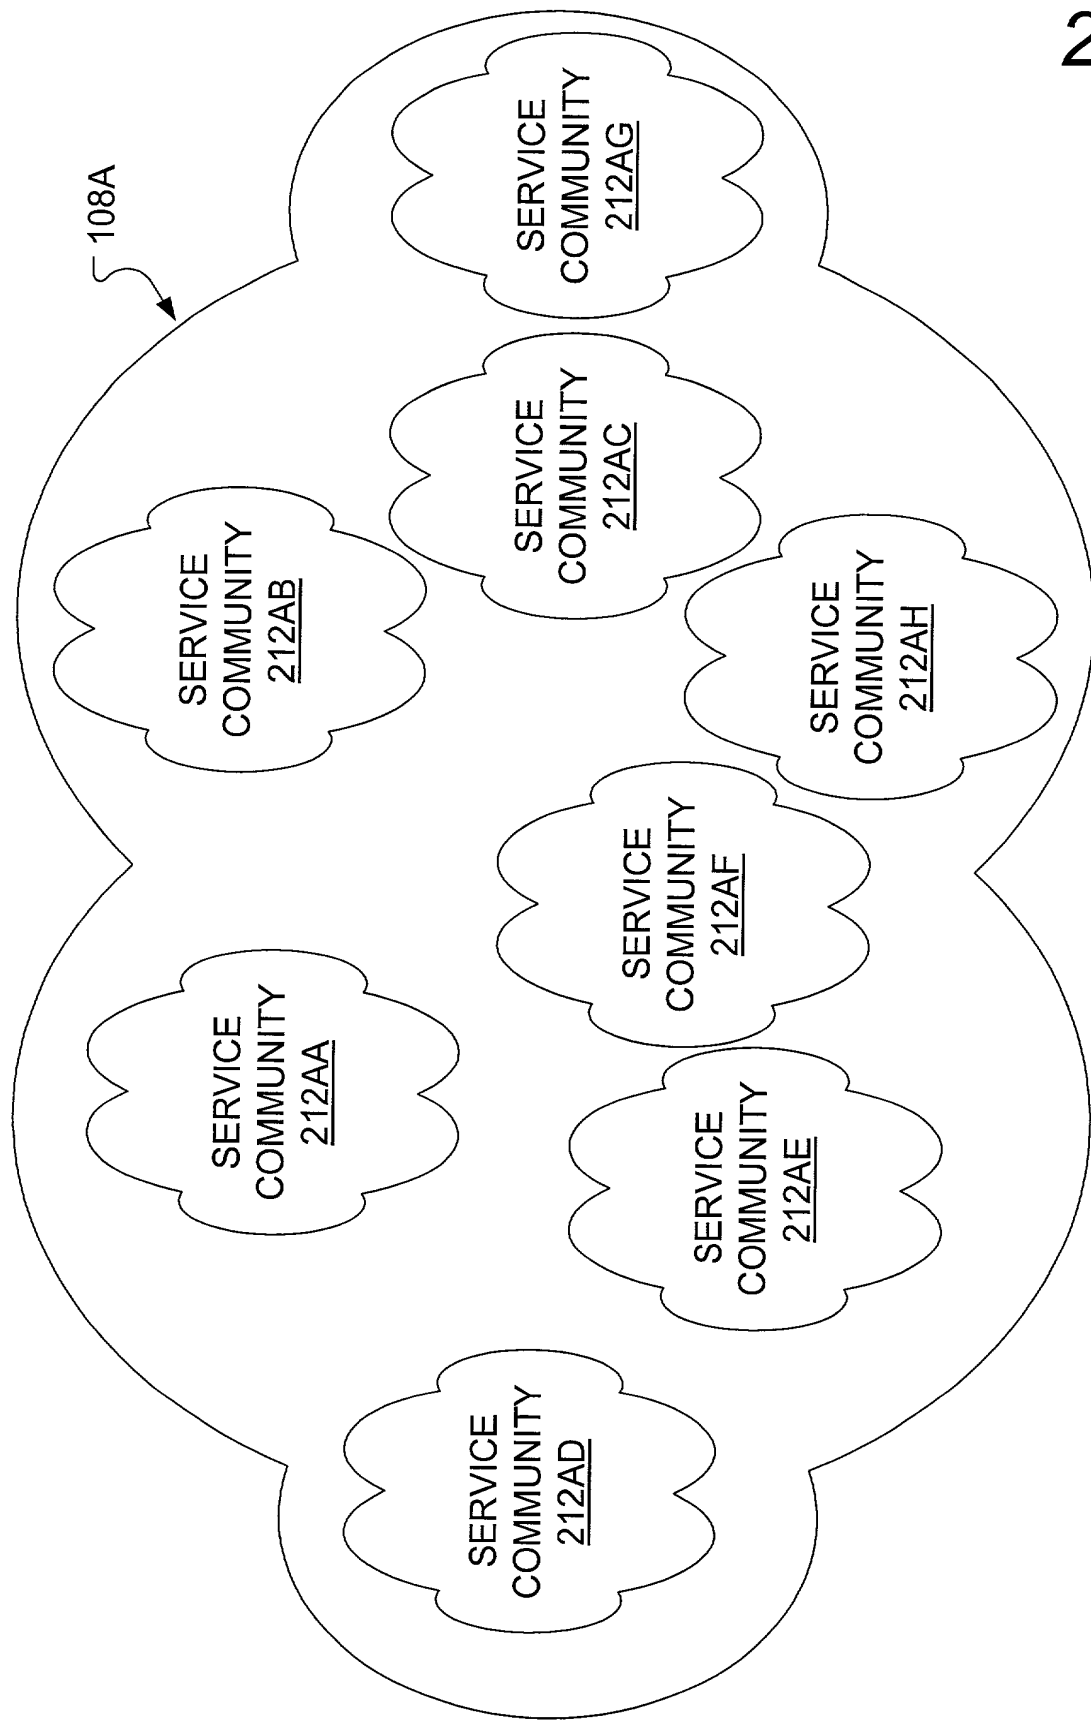 108A
SERVICE
COMMUNITY
212AB
SERVICE
COMMUNITY
212AA
SERVICE
COMMUNITY
212AD
SERVICE
COMMUNITY
212AC
SERVICE
COMMUNITY
212AG
SERVICE
COMMUNITY
212AF
SERVICE
COMMUNITY
212AE
SERVICE
COMMUNITY
212AH
2